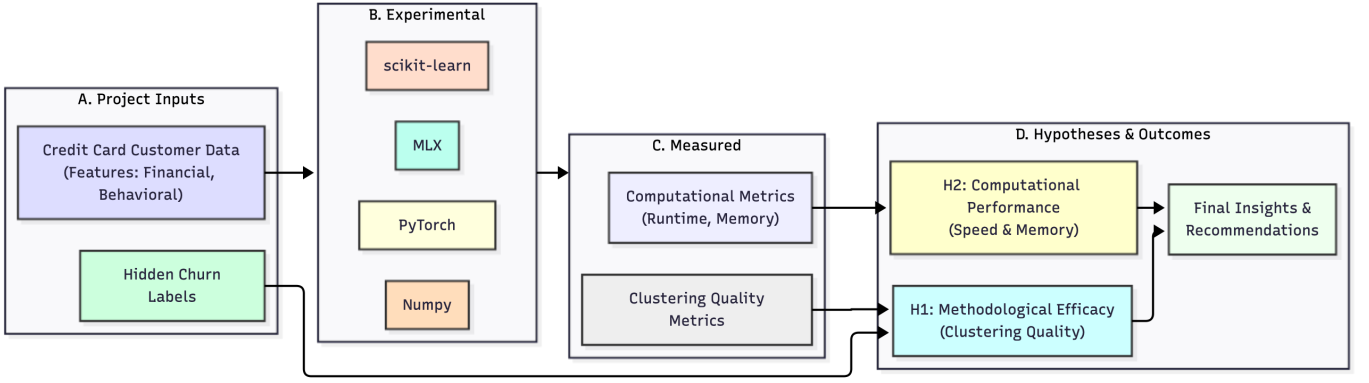 A. Project Inputs
Credit Card Customer Data
(Features: Financial,
Behavioral)
Hidden Churn
Labels
B. Experimental
scikit-learn
MLX
PyTorch
Numpy
C. Measured
Computational Metrics
(Runtime, Memory)
Clustering Quality
Metrics
D. Hypotheses & Outcomes
H2: Computational
Performance
(Speed & Memory)
H1: Methodological Efficacy
(Clustering Quality)
Final Insights &
Recommendations